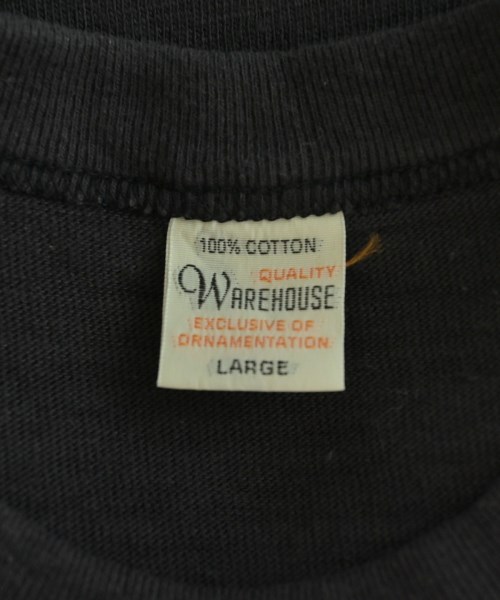 100% COTTON
QUALITY
WAREHOUSE
EXCLUSIVE OF
ORNAMENTATION
LARGE